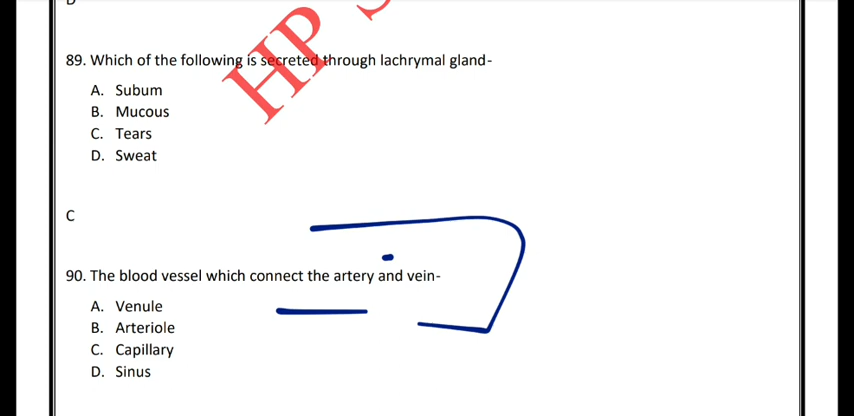 HP
89. Which of the following is secreted through lachrymal gland-
A. Subum
B. Mucous
C. Tears
D. Sweat
C
90. The blood vessel which connect the artery and vein-
A. Venule
B. Arteriole
C. Capillary
D. Sinus